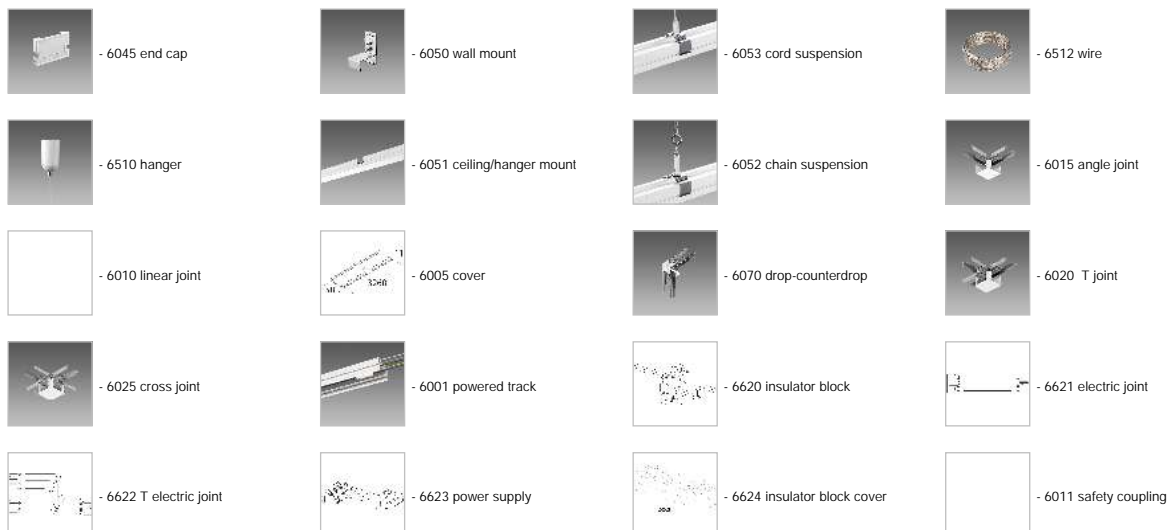 - 6045 end cap
- 6050 wall mount
- 6053 cord suspension
- 6512 wire
- 6510 hanger
- 6051 ceiling/hanger mount
- 6052 chain suspension
- 6015 angle joint
- 6010 linear joint
- 6005 cover
- 6070 drop-counterdrop
- 6020 T joint
- 6025 cross joint
- 6001 powered track
- 6620 insulator block
- 6621 electric joint
- 6622 T electric joint
- 6623 power supply
- 6624 insulator block cover
- 6011 safety coupling